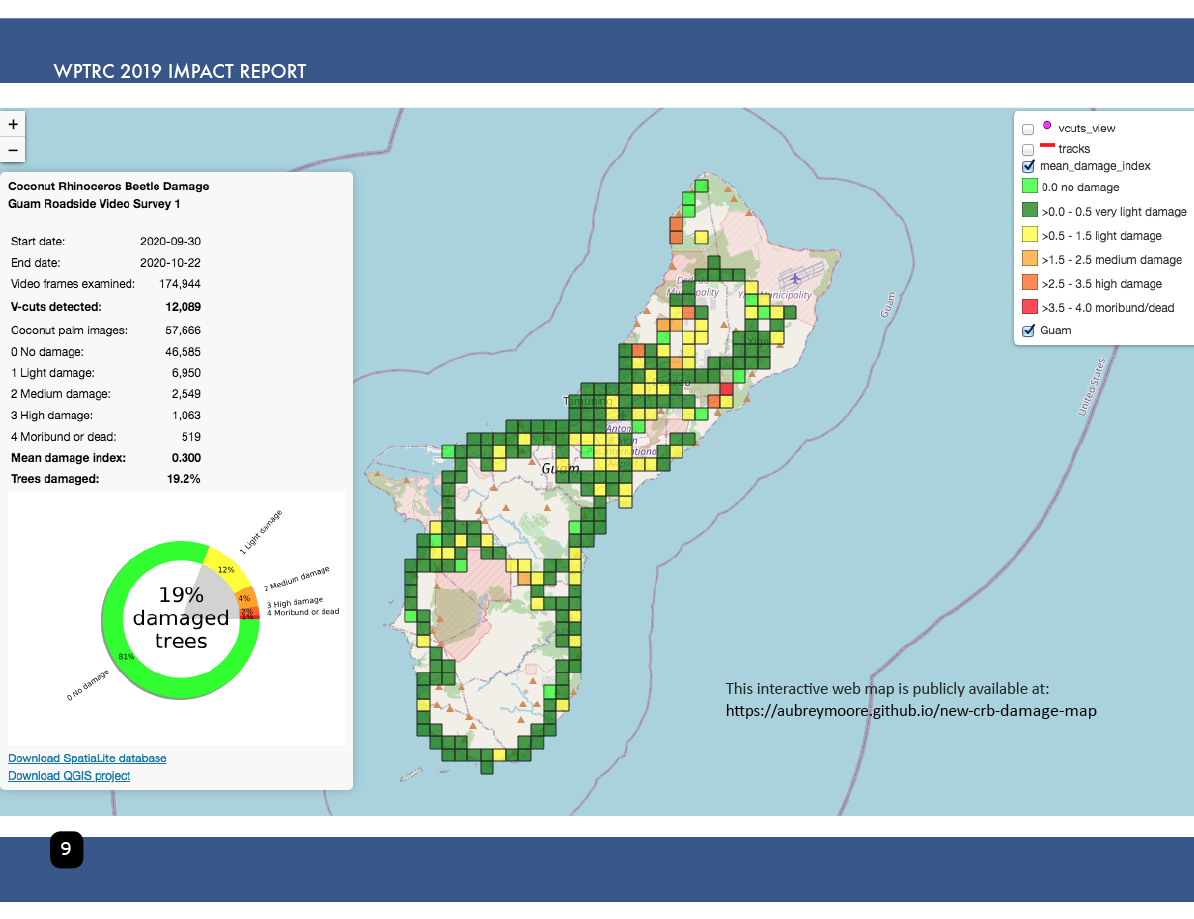 WPTRC 2019 IMPACT REPORT
+
−
Coconut Rhinoceros Beetle Damage
Guam Roadside Video Survey 1
Start date: 2020-09-30
End date: 2020-10-22
Video frames examined: 174,944
V-cuts detected: 12,089
Coconut palm images: 57,666
0 No damage: 46,585
1 Light damage: 6,950
2 Medium damage: 2,549
3 High damage: 1,063
4 Moribund or dead: 519
Mean damage index: 0.300
Trees damaged: 19.2%
1 Light damage
12%
2 Medium damage
4%
3 High damage
2%
4 Moribund or dead
1%
19%
damaged
trees
81%
0 No damage
Download SpatiaLite database
Download QGIS project
vcuts_view
tracks
mean_damage_index
0.0 no damage
>0.0 - 0.5 very light damage
>0.5 - 1.5 light damage
>1.5 - 2.5 medium damage
>2.5 - 3.5 high damage
>3.5 - 4.0 moribund/dead
Guam
Dededo
Municipality
Yigo Municipality
Yigo
Tamuning
Guam
Guam
United States
This interactive web map is publicly available at:
https://aubreymoore.github.io/new-crb-damage-map
9